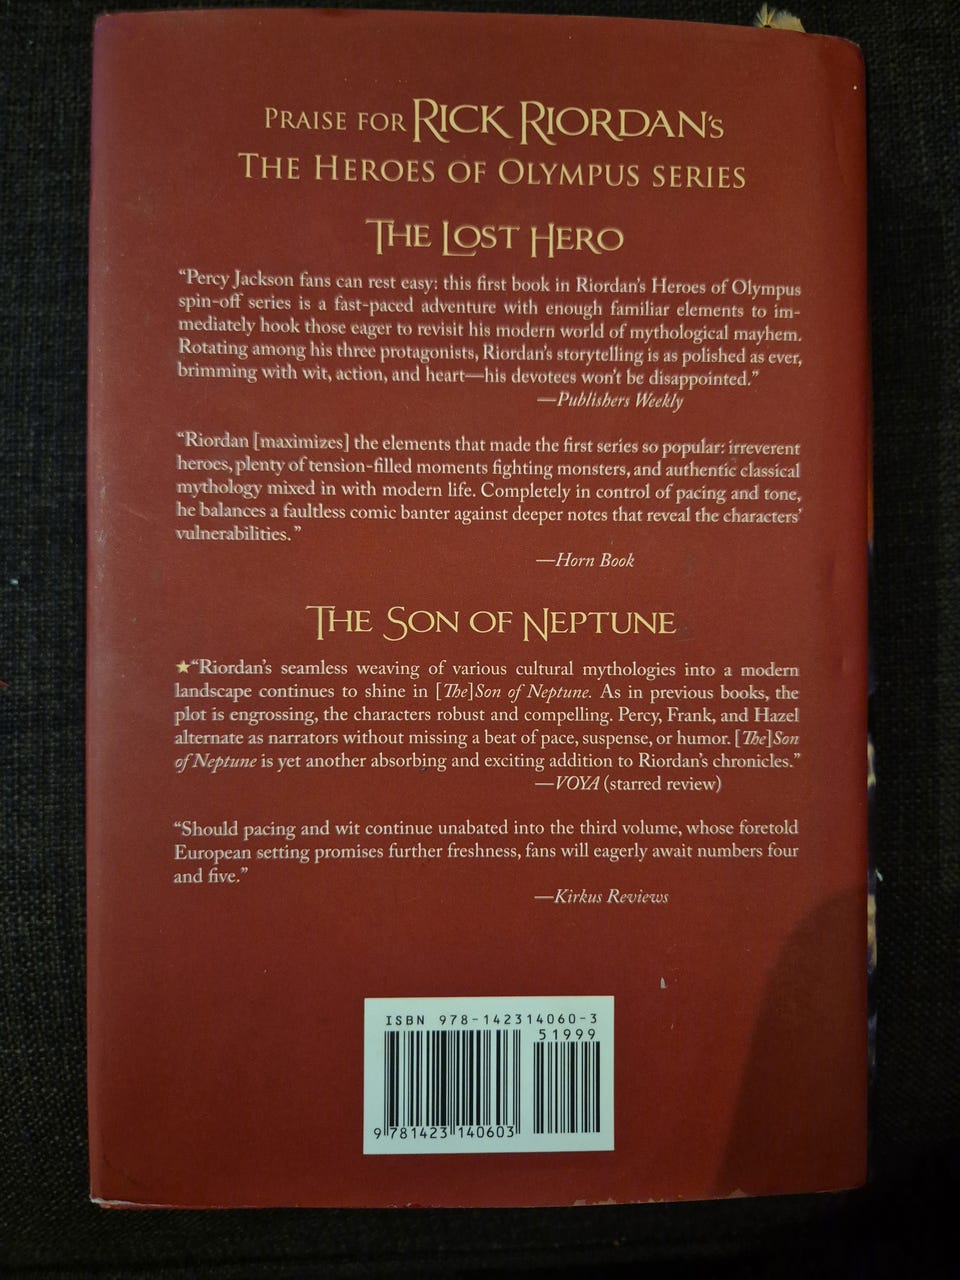 PRAISE FOR RICK RIORDAN'S
THE HEROES OF OLYMPUS SERIES
THE LOST HERO
“Percy Jackson fans can rest easy: this first book in Riordan’s Heroes of Olympus
spin-off series is a fast-paced adventure with enough familiar elements to im-
mediately hook those eager to revisit his modern world of mythological mayhem.
Rotating among his three protagonists, Riordan’s storytelling is as polished as ever,
brimming with wit, action, and heart—his devotees won’t be disappointed.”
—Publishers Weekly
“Riordan [maximizes] the elements that made the first series so popular: irreverent
heroes, plenty of tension-filled moments fighting monsters, and authentic classical
mythology mixed in with modern life. Completely in control of pacing and tone,
he balances a faultless comic banter against deeper notes that reveal the characters’
vulnerabilities.”
—Horn Book
THE SON OF NEPTUNE
★“Riordan’s seamless weaving of various cultural mythologies into a modern
landscape continues to shine in [The] Son of Neptune. As in previous books, the
plot is engrossing, the characters robust and compelling. Percy, Frank, and Hazel
alternate as narrators without missing a beat of pace, suspense, or humor. [The] Son
of Neptune is yet another absorbing and exciting addition to Riordan’s chronicles.”
—VOYA (starred review)
“Should pacing and wit continue unabated into the third volume, whose foretold
European setting promises further freshness, fans will eagerly await numbers four
and five.”
—Kirkus Reviews
ISBN 978-142314060-3
51999
9 781423 140603